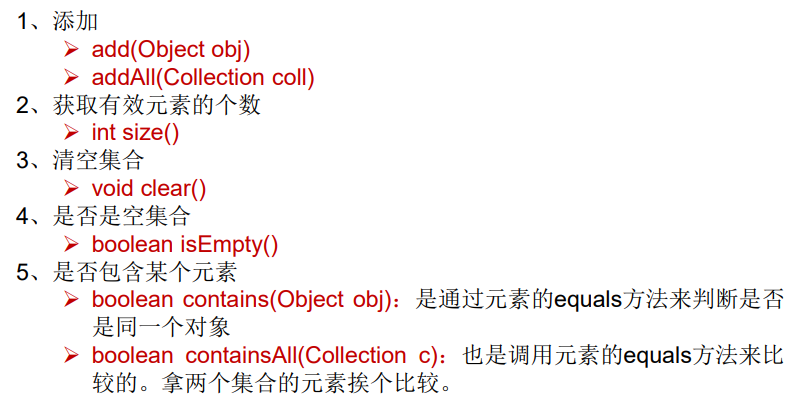 1、添加
➢ add(Object obj)
➢ addAll(Collection coll)
2、获取有效元素的个数
➢ int size()
3、清空集合
➢ void clear()
4、是否是空集合
➢ boolean isEmpty()
5、是否包含某个元素
➢ boolean contains(Object obj)：是通过元素的equals方法来判断是否
是同一个对象
➢ boolean containsAll(Collection c)：也是调用元素的equals方法来比
较的。拿两个集合的元素挨个比较。